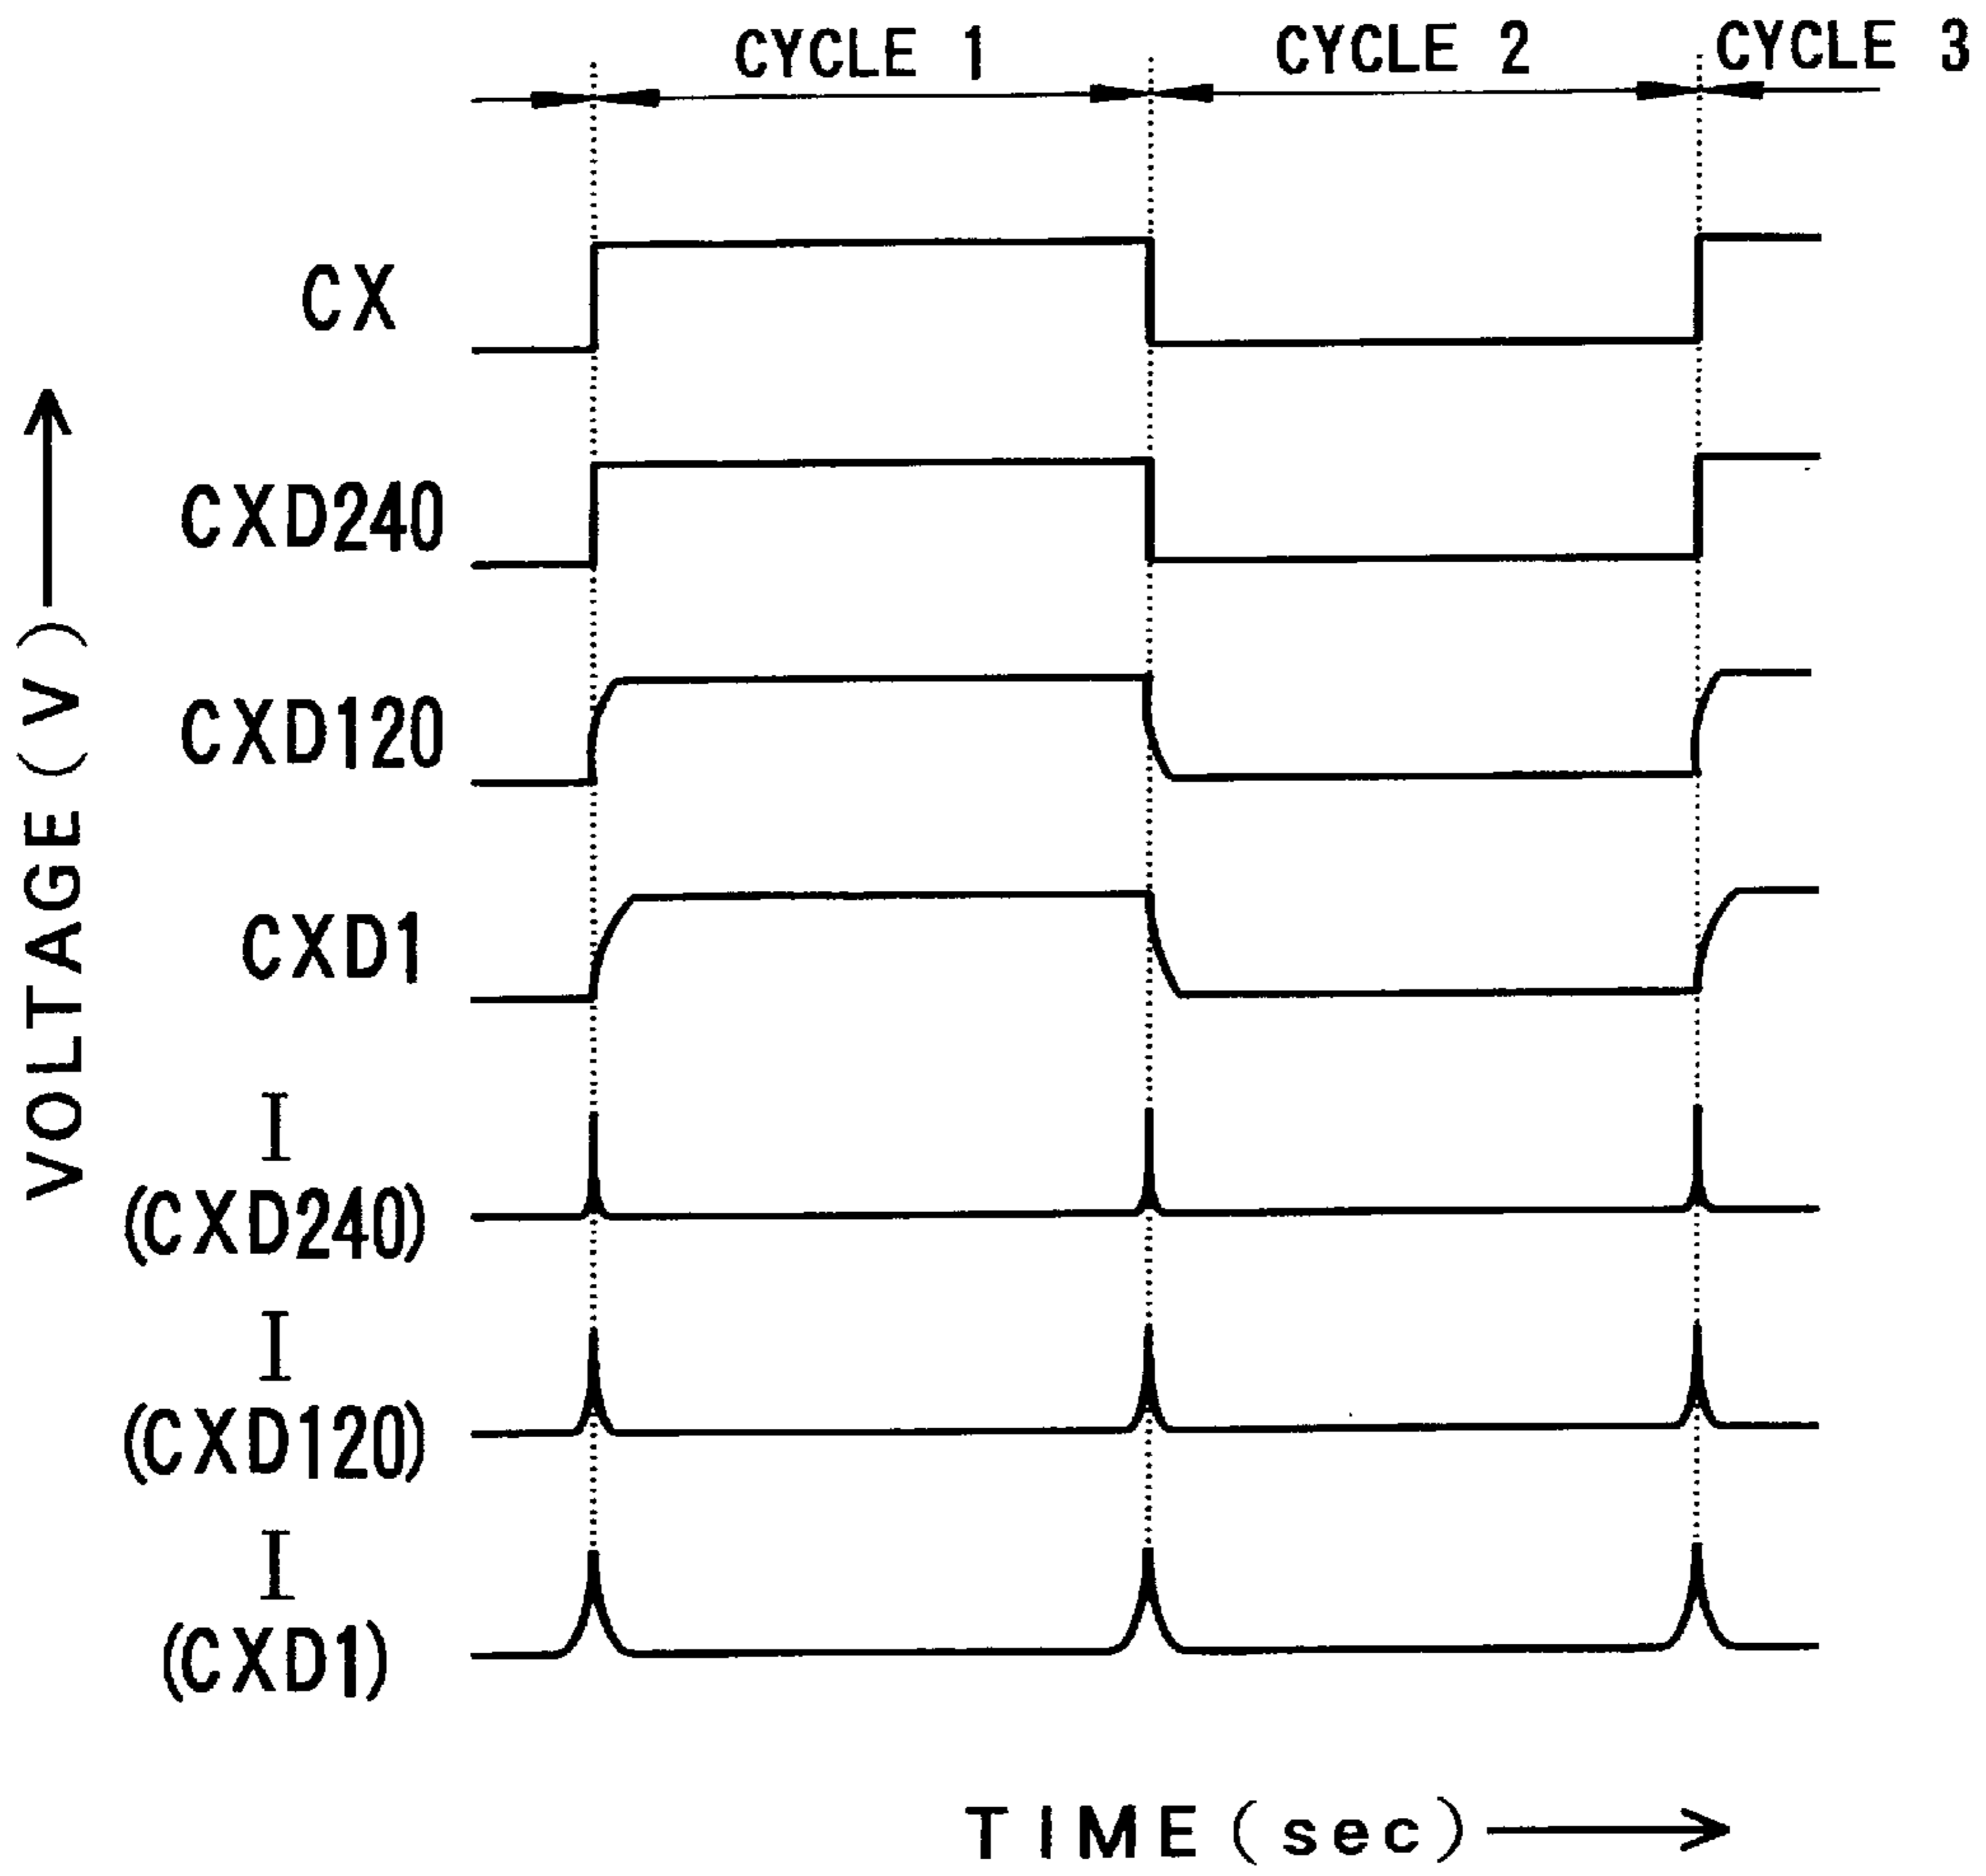 CYCLE 1 CYCLE 2 CYCLE 3
CX
CXD240
CXD120
CXD1
I
(CXD240)
I
(CXD120)
I
(CXD1)
VOLTAGE(V)
TIME(sec)